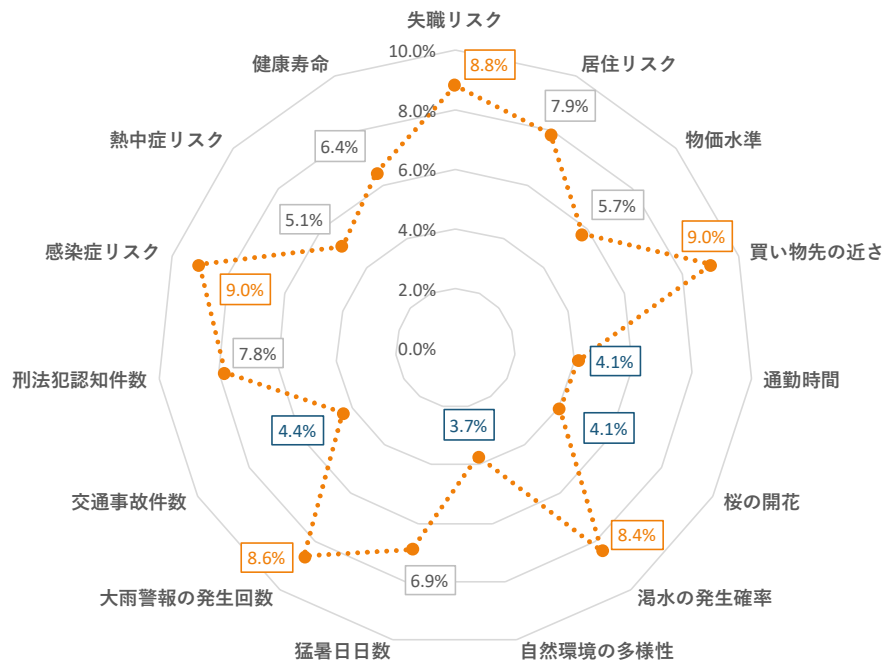 失職リスク
10.0%
8.8%
居住リスク
健康寿命
7.9%
8.0%
物価水準
熱中症リスク
6.4%
6.0%
5.7%
5.1%
9.0%
買い物先の近さ
感染症リスク
4.0%
9.0%
2.0%
7.8%
0.0%
4.1%
刑法犯認知件数
通勤時間
4.4%
3.7%
4.1%
交通事故件数
桜の開花
8.6%
8.4%
6.9%
大雨警報の発生回数
渇水の発生確率
猛暑日日数
自然環境の多様性